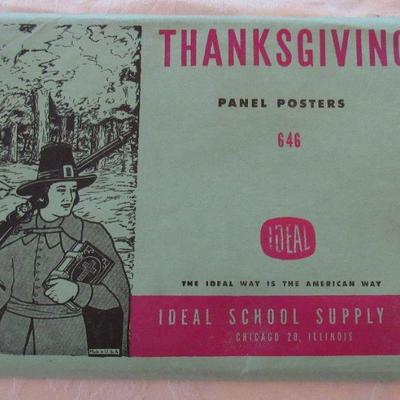 THANKSGIVING
PANEL POSTERS
646
IDEAL
THE IDEAL WAY IS THE AMERICAN WAY
IDEAL SCHOOL SUPPLY
CHICAGO 20, ILLINOIS